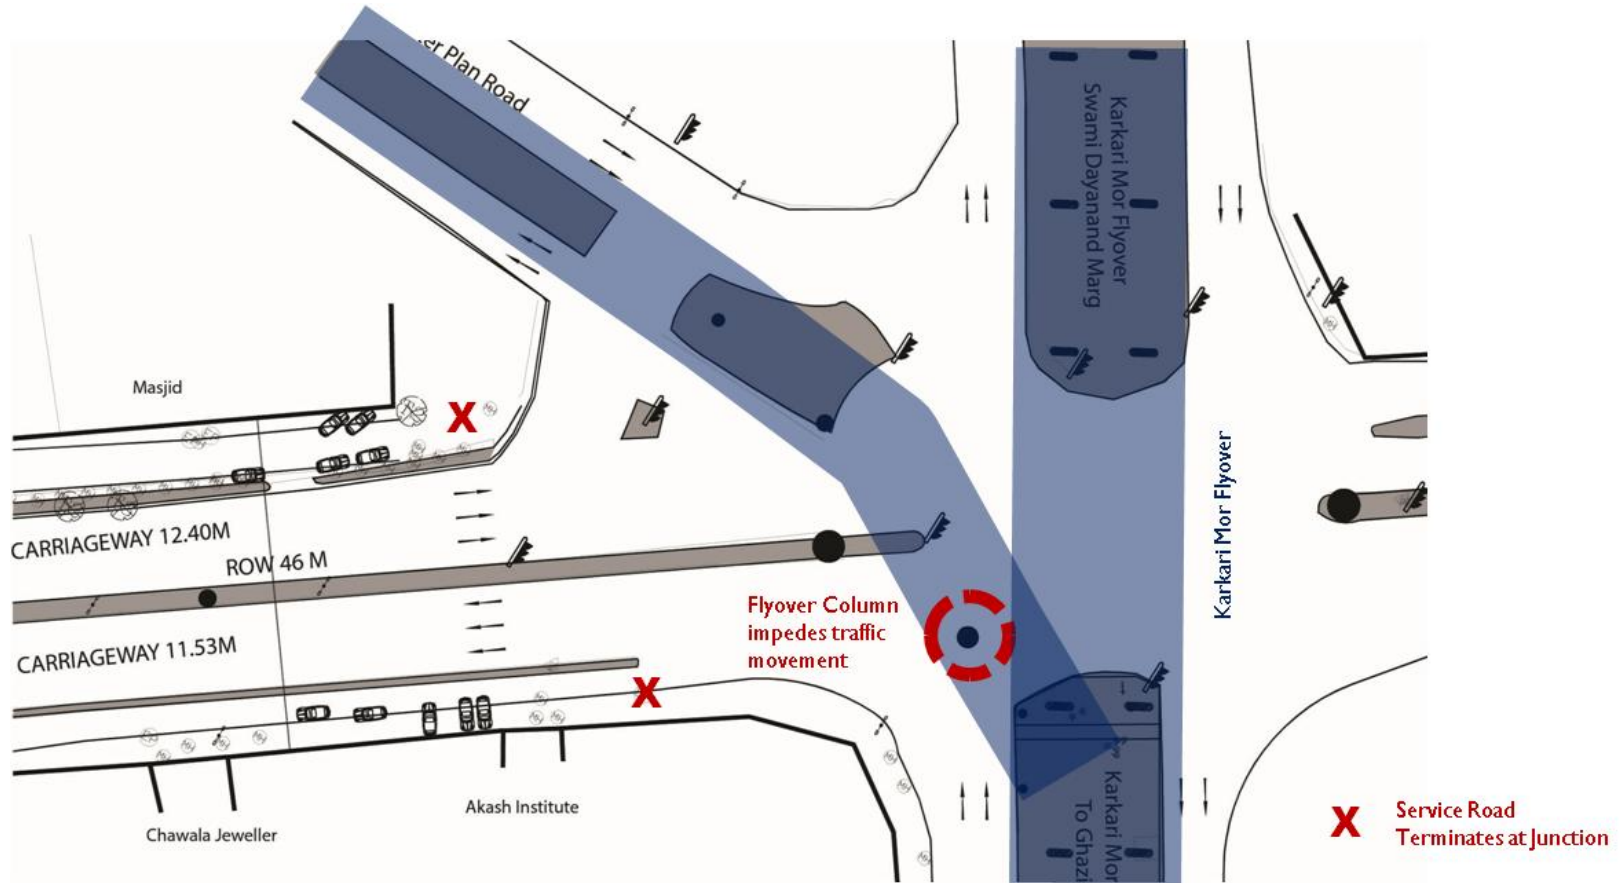 er Plan Road
Karkari Mor Flyover
Swami Dayanand Marg
Masjid
CARRIAGEWAY 12.40M
ROW 46 M
Karkari Mor Flyover
Flyover Column
impedes traffic
movement
CARRIAGEWAY 11.53M
X
X
Akash Institute
Chawala Jeweller
Karkari Mor
To Ghazi
X
Service Road
Terminates at Junction